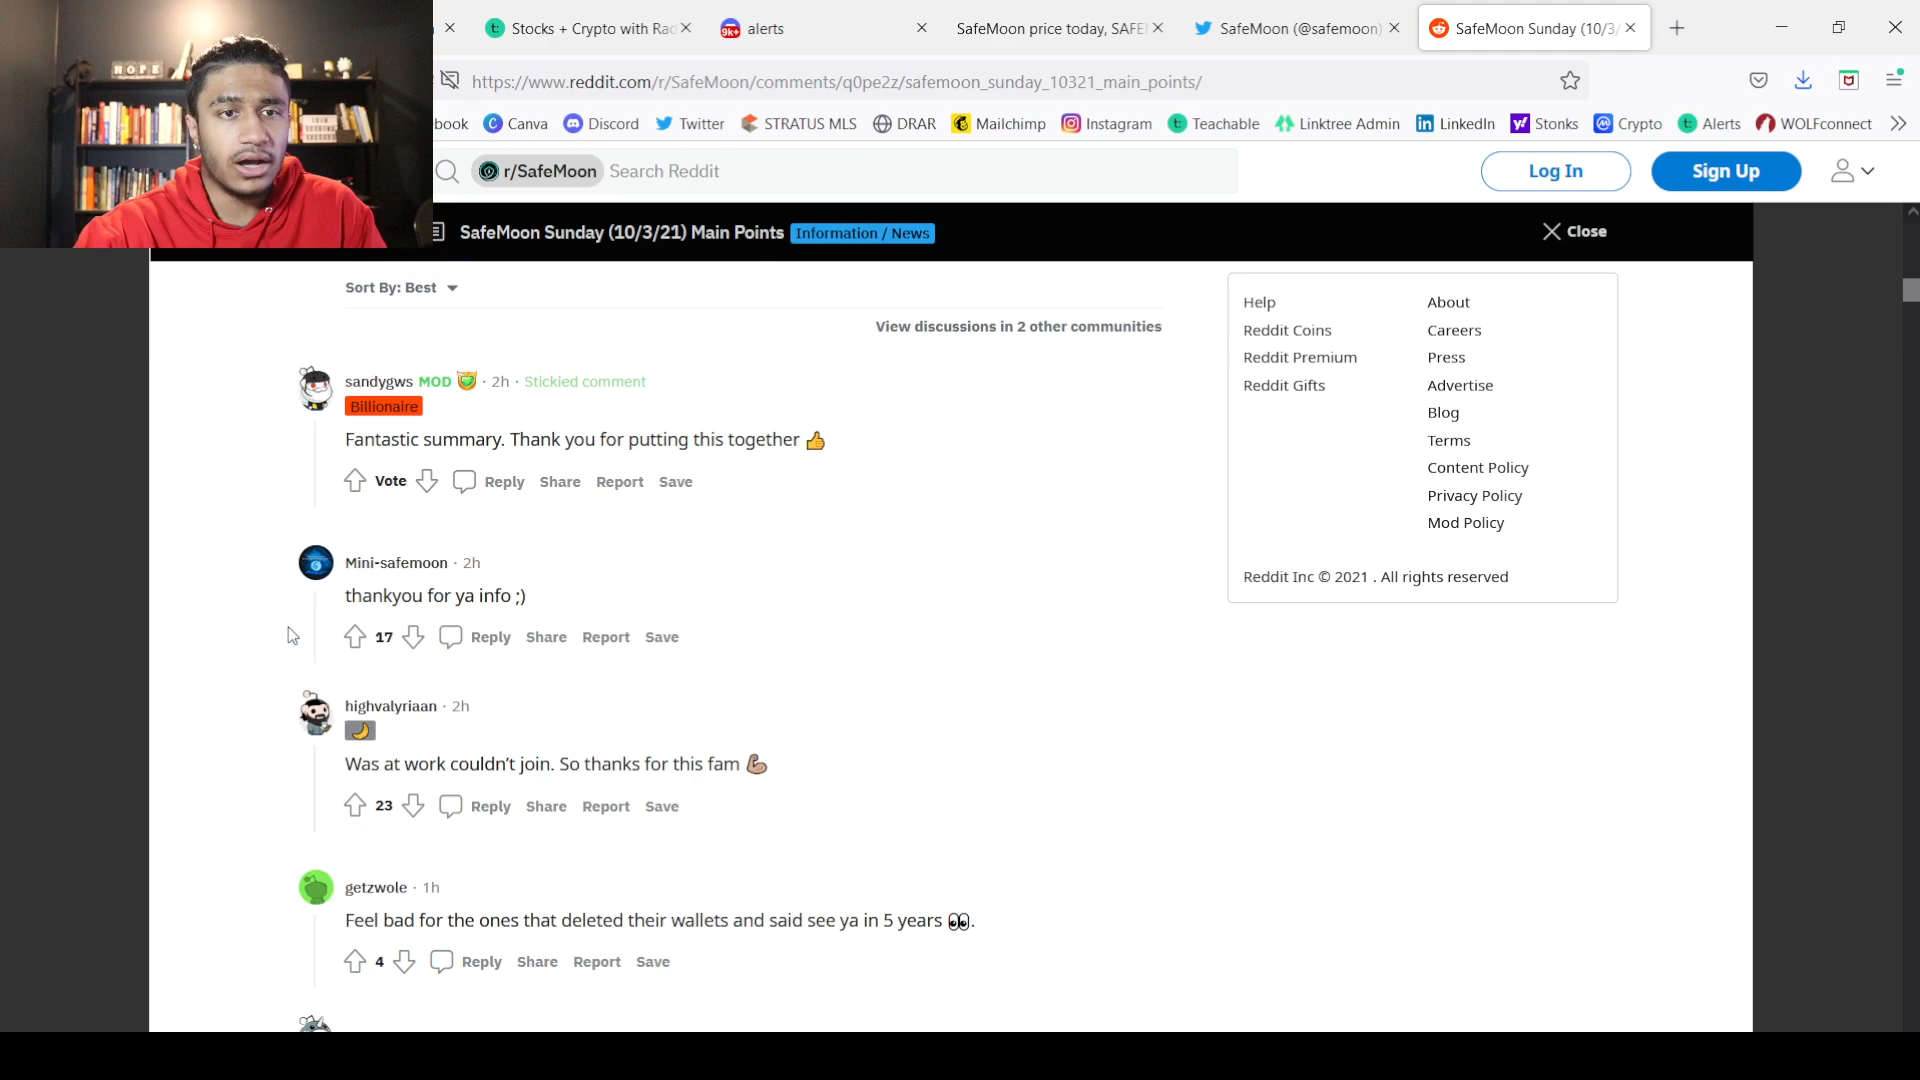 HOPE
Stocks + Crypto with Rac
9k+ alerts
SafeMoon price today, SAFE
SafeMoon (@safemoon)
SafeMoon Sunday (10/3/
https://www.reddit.com/r/SafeMoon/comments/q0pe2z/safemoon_sunday_10321_main_points/
book Canva Discord Twitter STRATUS MLS DRAR Mailchimp Instagram Teachable Linktree Admin LinkedIn Stonks Crypto Alerts WOLFconnect
r/SafeMoon Search Reddit
Log In
Sign Up
SafeMoon Sunday (10/3/21) Main Points Information / News
Close
Sort By: Best
View discussions in 2 other communities
sandygws MOD · 2h · Stickied comment
Billionaire
Fantastic summary. Thank you for putting this together 👍
Vote Reply Share Report Save
Mini-safemoon · 2h
thankyou for ya info ;)
17 Reply Share Report Save
highvalyriaan · 2h
🌙
Was at work couldn't join. So thanks for this fam 💪
23 Reply Share Report Save
getzwole · 1h
Feel bad for the ones that deleted their wallets and said see ya in 5 years 👀.
4 Reply Share Report Save
Help
Reddit Coins
Reddit Premium
Reddit Gifts
About
Careers
Press
Advertise
Blog
Terms
Content Policy
Privacy Policy
Mod Policy
Reddit Inc © 2021 . All rights reserved